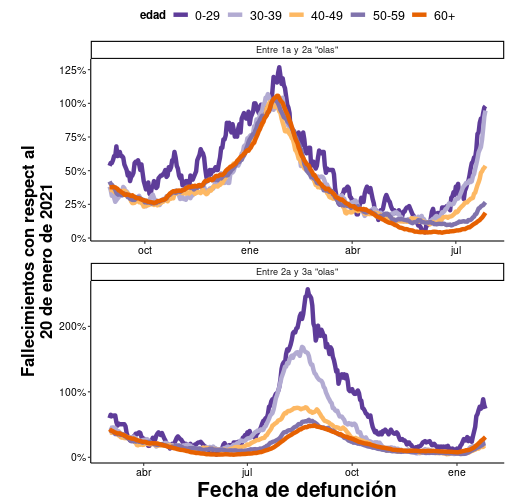 edad 0-29 30-39 40-49 50-59 60+
Entre 1a y 2a "olas"
125%
100%
75%
50%
25%
0%
oct ene abr jul
Fallecimientos con respect al
20 de enero de 2021
Entre 2a y 3a "olas"
200%
100%
0%
abr jul oct ene
Fecha de defunción